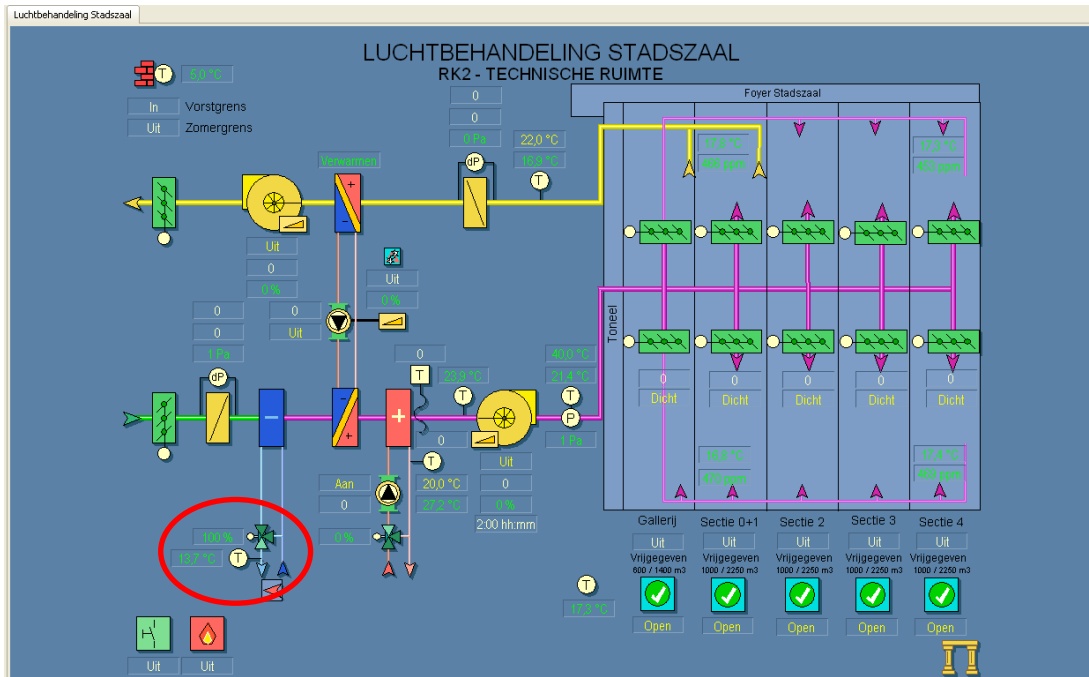 Luchtbehandeling Stadszaal
LUCHTBEHANDELING STADSZAAL
RK2 - TECHNISCHE RUIMTE
T
5,0 °C
In Vorstgrens
Uit Zomergrens
0
0
0 Pa
dP
22,0 °C
16,9 °C
T
Verwarmen
Foyer Stadszaal
Toneel
Uit
0
0 %
Uit
0 %
0
0
1 Pa
dP
0
Uit
0
T
23,9 °C
T
40,0 °C
21,4 °C
T
P
1 Pa
0
T
20,0 °C
27,2 °C
Aan
0
0 %
Uit
0
0 %
2:00 hh:mm
100 %
13,7 °C
T
0
Dicht
0
Dicht
0
Dicht
0
Dicht
0
Dicht
470 ppm
17,4 °C
Gallerij
Sectie 0+1
Sectie 2
Sectie 3
Sectie 4
Uit
Uit
Uit
Uit
Uit
Vrijgegeven
Vrijgegeven
Vrijgegeven
Vrijgegeven
Vrijgegeven
600 / 1400 m3
1000 / 2250 m3
1000 / 2250 m3
1000 / 2250 m3
1000 / 2250 m3
Open
Open
Open
Open
Open
T
Uit
Uit